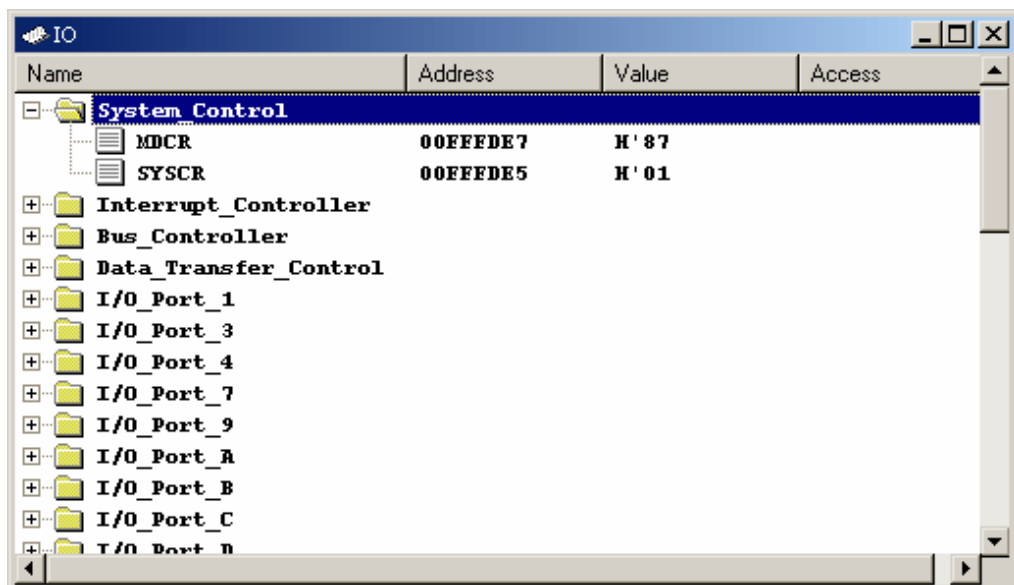 IO
Name Address Value Access
System_Control
MDCR 00FFFDE7 H'87
SYSCR 00FFFDE5 H'01
Interrupt_Controller
Bus_Controller
Data_Transfer_Control
I/O_Port_1
I/O_Port_3
I/O_Port_4
I/O_Port_7
I/O_Port_9
I/O_Port_A
I/O_Port_B
I/O_Port_C
I/O_Port_D